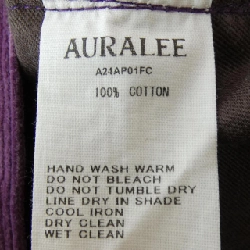 AURALEE
A24AP01FC
100% COTTON
HAND WASH WARM
DO NOT BLEACH
DO NOT TUMBLE DRY
LINE DRY IN SHADE
COOL IRON
DRY CLEAN
WET CLEAN